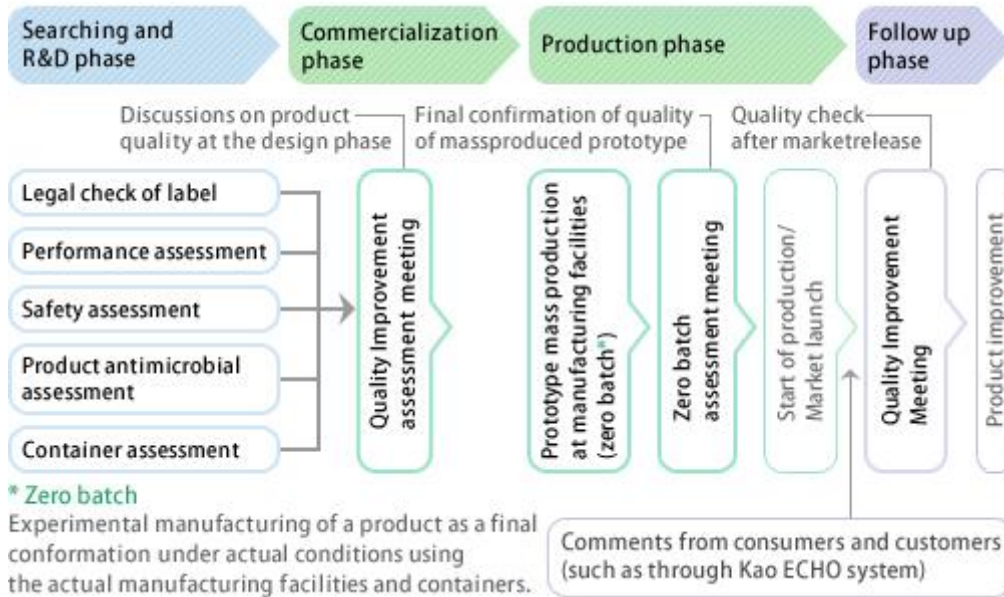 Searching and
R&D phase
Commercialization
phase
Production phase
Follow up
phase
Discussions on product
quality at the design phase
Final confirmation of quality
of massproduced prototype
Quality check
after marketrelease
Legal check of label
Performance assessment
Safety assessment
Product antimicrobial
assessment
Container assessment
Quality Improvement
assessment meeting
Prototype mass production
at manufacturing facilities
(zero batch*)
Zero batch
assessment meeting
Start of production/
Market launch
Quality Improvement
Meeting
Product improvement
* Zero batch
Experimental manufacturing of a product as a final
conformation under actual conditions using
the actual manufacturing facilities and containers.
Comments from consumers and customers
(such as through Kao ECHO system)